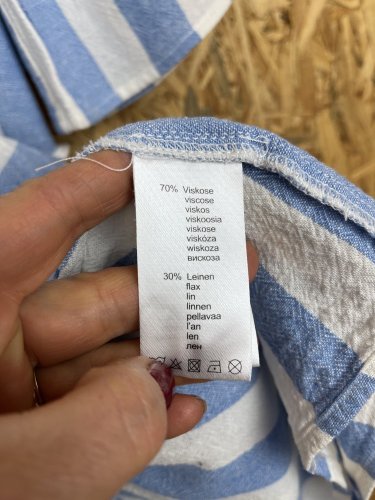 70% Viskose
viscose
viskos
viskoosia
viskose
viskóza
wiskoza
вискоза
30% Leinen
flax
lin
linnen
pellavaa
l'an
len
лен